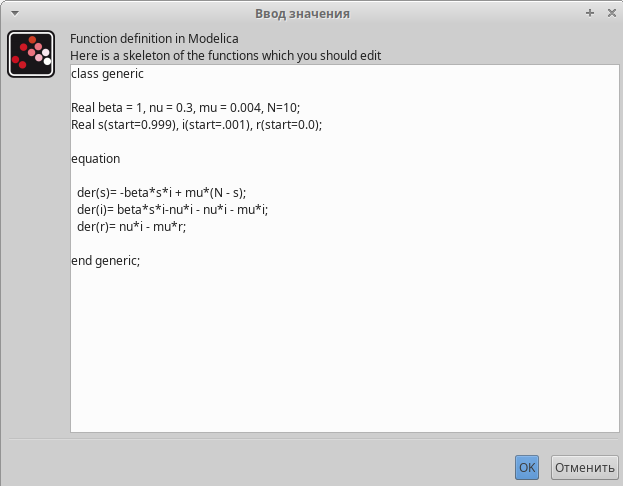 Ввод значения
Function definition in Modelica
Here is a skeleton of the functions which you should edit
class generic
Real beta = 1, nu = 0.3, mu = 0.004, N=10;
Real s(start=0.999), i(start=.001), r(start=0.0);
equation
der(s)= -beta*s*i + mu*(N - s);
der(i)= beta*s*i-nu*i - nu*i - mu*i;
der(r)= nu*i - mu*r;
end generic;
OK Отменить